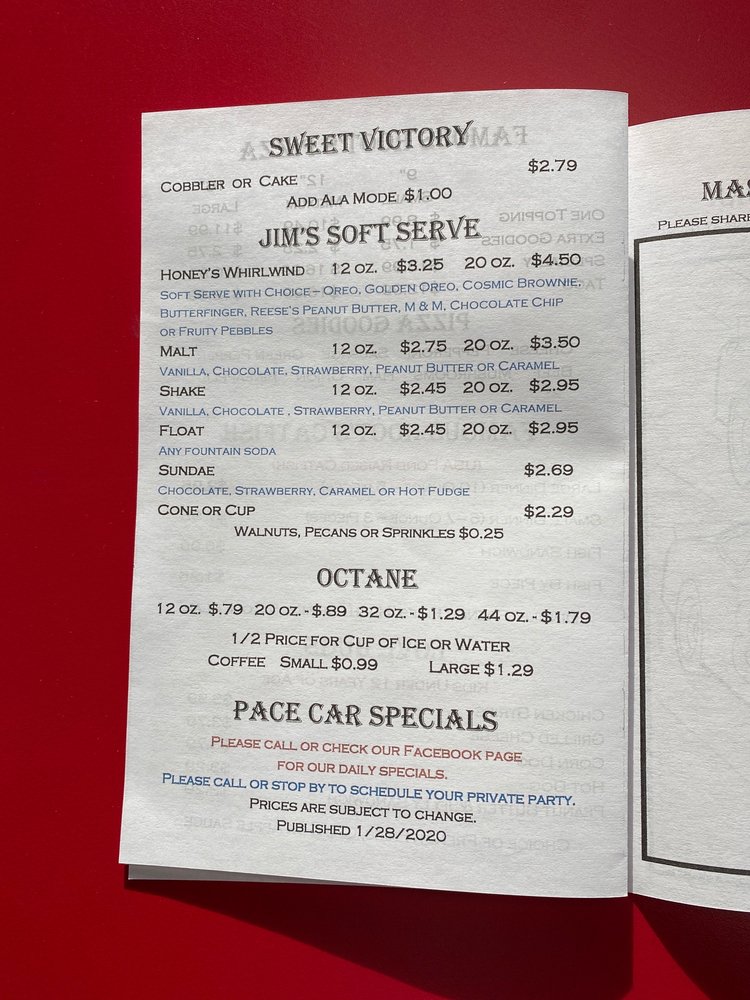 SWEET VICTORY
COBBLER OR CAKE $2.79
ADD ALA MODE $1.00
JIM'S SOFT SERVE
HONEY'S WHIRLWIND 12 OZ. $3.25 20 OZ. $4.50
SOFT SERVE WITH CHOICE – OREO, GOLDEN OREO, COSMIC BROWNIE,
BUTTERFINGER, REESE'S PEANUT BUTTER, M & M, CHOCOLATE CHIP
OR FRUITY PEBBLES
MALT 12 OZ. $2.75 20 OZ. $3.50
VANILLA, CHOCOLATE, STRAWBERRY, PEANUT BUTTER OR CARAMEL
SHAKE 12 OZ. $2.45 20 OZ. $2.95
VANILLA, CHOCOLATE , STRAWBERRY, PEANUT BUTTER OR CARAMEL
FLOAT 12 OZ. $2.45 20 OZ. $2.95
ANY FOUNTAIN SODA
SUNDAE $2.69
CHOCOLATE, STRAWBERRY, CARAMEL OR HOT FUDGE
CONE OR CUP $2.29
WALNUTS, PECANS OR SPRINKLES $0.25
OCTANE
12 OZ. $.79 20 OZ. - $.89 32 OZ. - $1.29 44 OZ. - $1.79
1/2 PRICE FOR CUP OF ICE OR WATER
COFFEE SMALL $0.99 LARGE $1.29
PACE CAR SPECIALS
PLEASE CALL OR CHECK OUR FACEBOOK PAGE
FOR OUR DAILY SPECIALS.
PLEASE CALL OR STOP BY TO SCHEDULE YOUR PRIVATE PARTY.
PRICES ARE SUBJECT TO CHANGE.
PUBLISHED 1/28/2020
PLEASE SHARE